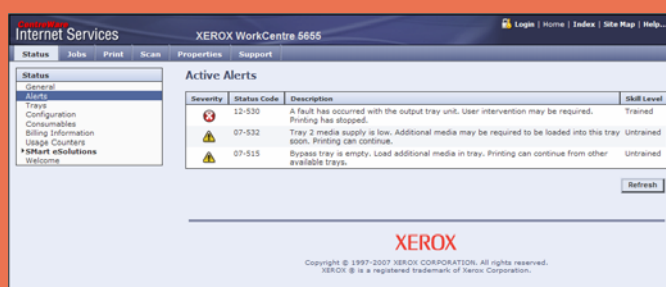 CentreWare
Internet Services
XEROX WorkCentre 5655
Login | Home | Index | Site Map | Help...
Status Jobs Print Scan Properties Support
Status
General
Alerts
Trays
Configuration
Consumables
Billing Information
Usage Counters
SMart eSolutions
Welcome
Active Alerts
Severity Status Code Description Skill Level
12-530 A fault has occurred with the output tray unit. User intervention may be required. Trained
Printing has stopped.
07-532 Tray 2 media supply is low. Additional media may be required to be loaded into this tray Untrained
soon. Printing can continue.
07-515 Bypass tray is empty. Load additional media in tray. Printing can continue from other Untrained
available trays.
Refresh
XEROX
Copyright © 1997-2007 XEROX CORPORATION. All rights reserved.
XEROX ® is a registered trademark of Xerox Corporation.